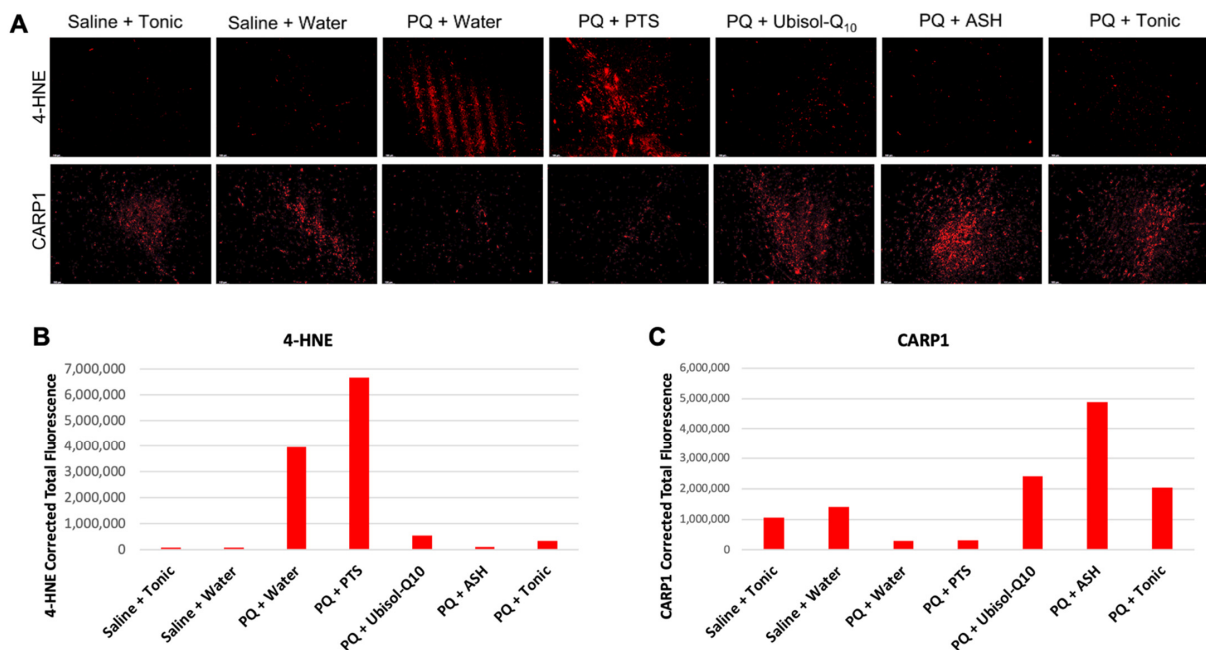 A
Saline + Tonic
Saline + Water
PQ + Water
PQ + PTS
PQ + Ubisol-Q₁₀
PQ + ASH
PQ + Tonic
4-HNE
CARP1
B
4-HNE
4-HNE Corrected Total Fluorescence
7,000,000
6,000,000
5,000,000
4,000,000
3,000,000
2,000,000
1,000,000
0
Saline + Tonic
Saline + Water
PQ + Water
PQ + PTS
PQ + Ubisol-Q10
PQ + ASH
PQ + Tonic
C
CARP1
CARP1 Corrected Total Fluorescence
6,000,000
5,000,000
4,000,000
3,000,000
2,000,000
1,000,000
0
Saline + Tonic
Saline + Water
PQ + Water
PQ + PTS
PQ + Ubisol-Q10
PQ + ASH
PQ + Tonic